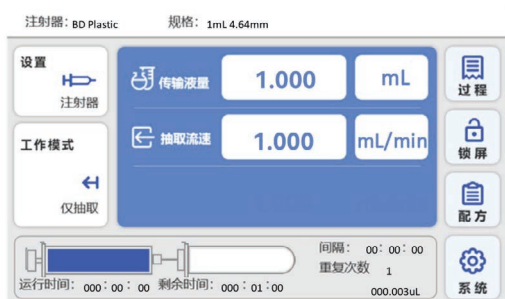 注射器: BD Plastic 规格: 1mL 4.64mm
设置
注射器
传输液量 1.000 mL
过程
工作模式
抽取流速 1.000 mL/min
锁屏
仅抽取
配方
间隔: 00: 00: 00
重复次数 1
运行时间: 000: 00: 00 剩余时间: 000: 01: 00
000.003uL
系统